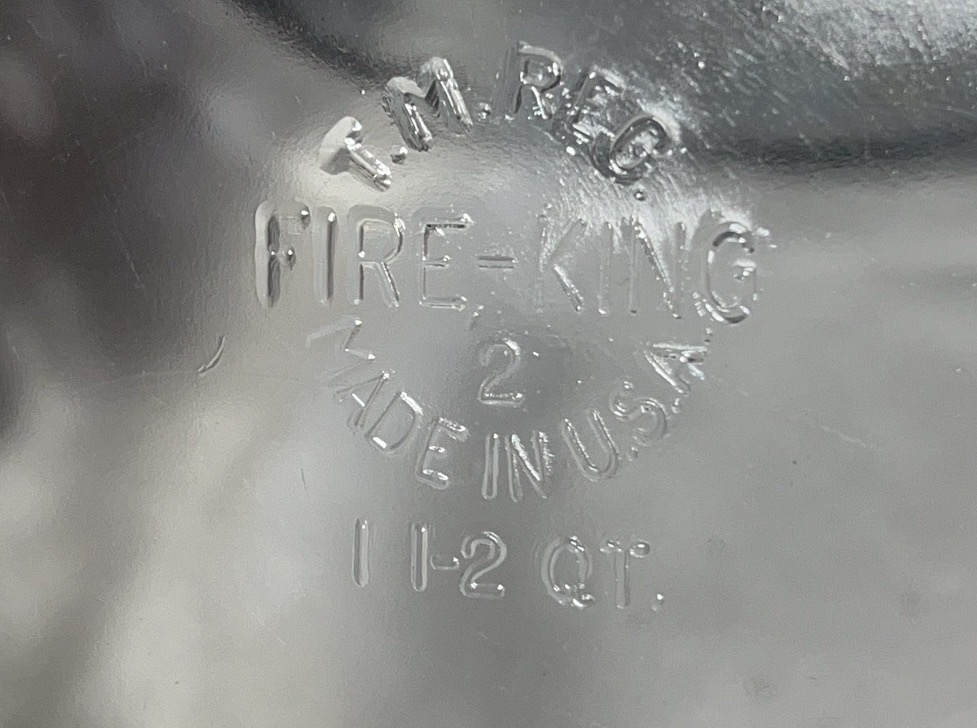 T.M. REG.
FIRE-KING
2
MADE IN U.S.A.
1 1-2 QT.